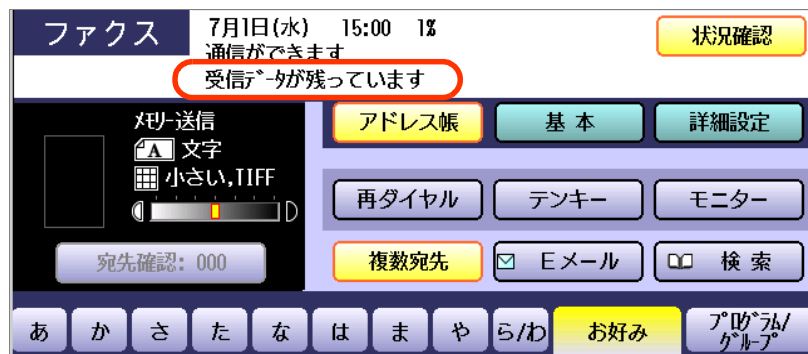 ファクス
7月1日(水) 15:00 1%
通信ができます
受信ﾃﾞｰﾀが残っています
状況確認
ﾒﾓﾘｰ送信
A 文字
小さい,TIFF
宛先確認: 000
アドレス帳
基 本
詳細設定
再ダイヤル
テンキー
モニター
複数宛先
Eメール
検 索
あ
か
さ
た
な
は
ま
や
ら/わ
お好み
ﾌﾟﾛｸﾞﾗﾑ/
ｸﾞﾙｰﾌﾟ